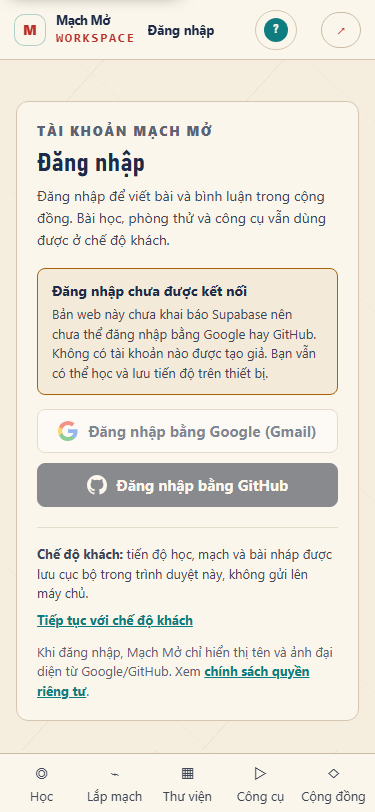 M
Mạch Mở
WORKSPACE
Đăng nhập
?
↗
TÀI KHOẢN MẠCH MỞ
Đăng nhập
Đăng nhập để viết bài và bình luận trong cộng
đồng. Bài học, phòng thử và công cụ vẫn dùng
được ở chế độ khách.
Đăng nhập chưa được kết nối
Bản web này chưa khai báo Supabase nên
chưa thể đăng nhập bằng Google hay GitHub.
Không có tài khoản nào được tạo giả. Bạn vẫn
có thể học và lưu tiến độ trên thiết bị.
Đăng nhập bằng Google (Gmail)
Đăng nhập bằng GitHub
Chế độ khách: tiến độ học, mạch và bài nháp được
lưu cục bộ trong trình duyệt này, không gửi lên
máy chủ.
Tiếp tục với chế độ khách
Khi đăng nhập, Mạch Mở chỉ hiển thị tên và ảnh đại
diện từ Google/GitHub. Xem chính sách quyền
riêng tư.
Học
Lắp mạch
Thư viện
Công cụ
Cộng đồng